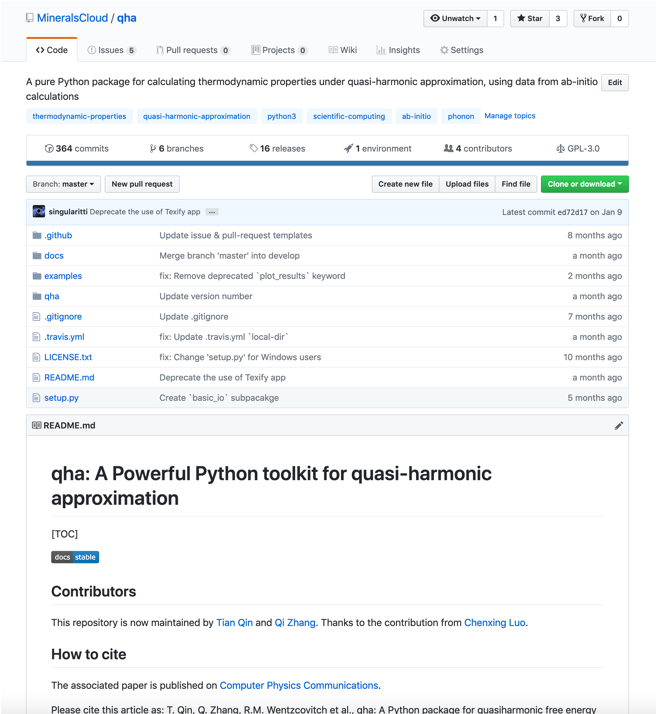 MineralsCloud / qha
Unwatch 1 Star 3 Fork 0
Code Issues 5 Pull requests 0 Projects 0 Wiki Insights Settings
A pure Python package for calculating thermodynamic properties under quasi-harmonic approximation, using data from ab-initio Edit
calculations
thermodynamic-properties quasi-harmonic-approximation python3 scientific-computing ab-initio phonon Manage topics
364 commits 6 branches 16 releases 1 environment 4 contributors GPL-3.0
Branch: master New pull request Create new file Upload files Find file Clone or download
singularitti Deprecate the use of Texify app ... Latest commit ed72d17 on Jan 9
.github Update issue & pull-request templates 8 months ago
docs Merge branch 'master' into develop a month ago
examples fix: Remove deprecated `plot_results` keyword 2 months ago
qha Update version number a month ago
.gitignore Update .gitignore 7 months ago
.travis.yml fix: Update .travis.yml `local-dir` a month ago
LICENSE.txt fix: Change 'setup.py' for Windows users 10 months ago
README.md Deprecate the use of Texify app a month ago
setup.py Create `basic_io` subpacakge 5 months ago
README.md
qha: A Powerful Python toolkit for quasi-harmonic
approximation
[TOC]
docs stable
Contributors
This repository is now maintained by Tian Qin and Qi Zhang. Thanks to the contribution from Chenxing Luo.
How to cite
The associated paper is published on Computer Physics Communications.
Please cite this article as: T. Qin, Q. Zhang, R.M. Wentzcovitch et al., qha: A Python package for quasiharmonic free energy